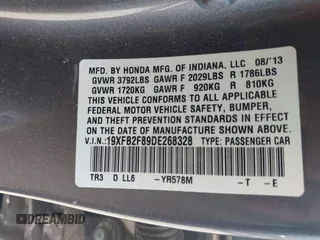 MFD. BY HONDA MFG. OF INDIANA, LLC 08/'13
GVWR 3792LBS GAWR F 2029LBS R 1786LBS
GVWR 1720KG GAWR F 920KG R 810KG
THIS VEHICLE CONFORMS TO ALL APPLICABLE
FEDERAL MOTOR VEHICLE SAFETY, BUMPER,
AND THEFT PREVENTION STANDARDS IN EFFECT
ON THE DATE OF MANUFACTURE SHOWN ABOVE.
V.I.N.:19XFB2F89DE268328 TYPE: PASSENGER CAR
TR3 D LL6 -YR578M -T -E
DREAMBID